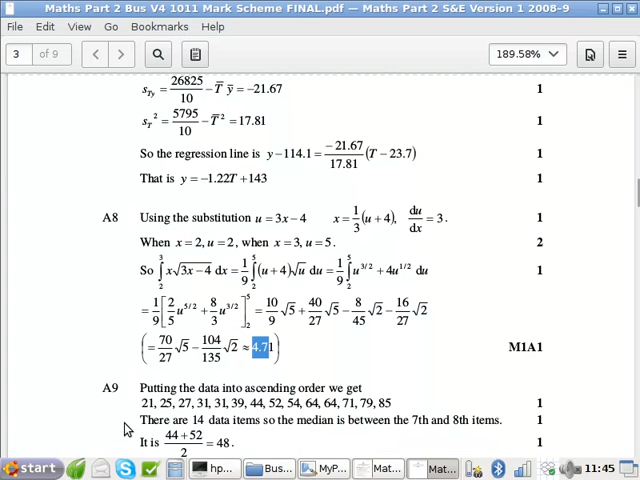 Maths Part 2 Bus V4 1011 Mark Scheme FINAL.pdf — Maths Part 2 S&E Version 1 2008-9
File Edit View Go Bookmarks Help
3 189.58%
s_Ty = 26825/10 − T̅ y̅ = −21.67 1
s_T² = 5795/10 − T̅² = 17.81 1
So the regression line is y − 114.1 = −21.67/17.81 (T − 23.7) 1
That is y = −1.22T + 143 1
A8 Using the substitution u = 3x − 4 x = 1/3 (u + 4), du/dx = 3. 1
When x = 2, u = 2, when x = 3, u = 5. 2
So ∫₂³ x√(3x − 4) dx = 1/9 ∫₂⁵ (u + 4)√u du = 1/9 ∫₂⁵ u^3/2 + 4u^1/2 du 1
= 1/9 [2/5 u^5/2 + 8/3 u^3/2]₂⁵ = 10/9 √5 + 40/27 √5 − 8/45 √2 − 16/27 √2
(= 70/27 √5 − 104/135 √2 ≈ 4.71) M1A1
A9 Putting the data into ascending order we get
21, 25, 27, 31, 31, 39, 44, 52, 54, 64, 64, 71, 79, 85 1
There are 14 data items so the median is between the 7th and 8th items. 1
It is (44 + 52)/2 = 48. 1
start hp... Bus... MyP... Mat... Mat... 11:45